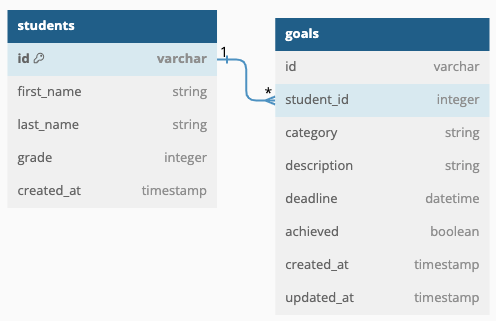 students
id varchar
first_name string
last_name string
grade integer
created_at timestamp
1
*
goals
id varchar
student_id integer
category string
description string
deadline datetime
achieved boolean
created_at timestamp
updated_at timestamp